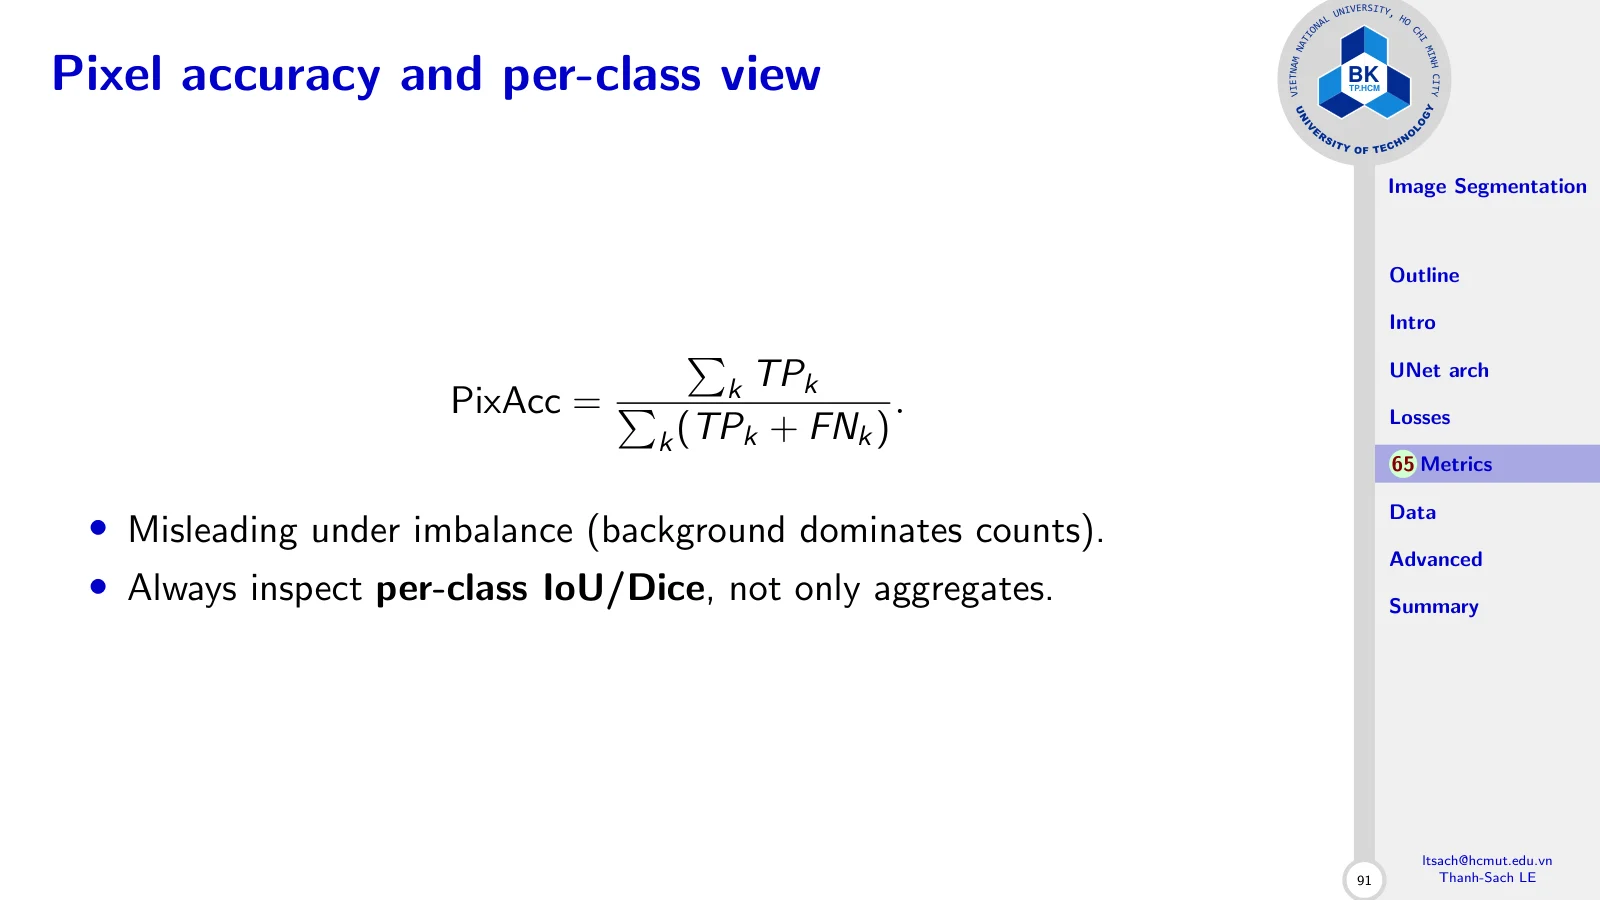 Pixel accuracy and per-class view
PixAcc = ∑k TPk / ∑k(TPk + FNk).
• Misleading under imbalance (background dominates counts).
• Always inspect per-class IoU/Dice, not only aggregates.
VIETNAM NATIONAL UNIVERSITY, HO CHI MINH CITY
BK
TP.HCM
UNIVERSITY OF TECHNOLOGY
Image Segmentation
Outline
Intro
UNet arch
Losses
65 Metrics
Data
Advanced
Summary
ltsach@hcmut.edu.vn
Thanh-Sach LE
91